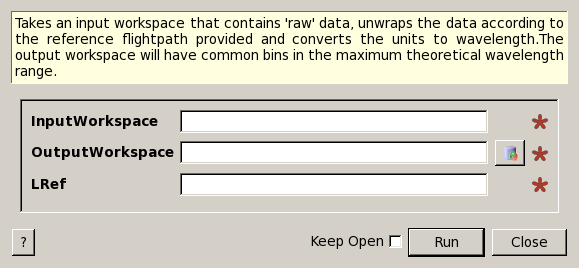 Takes an input workspace that contains 'raw' data, unwraps the data according to
the reference flightpath provided and converts the units to wavelength.The
output workspace will have common bins in the maximum theoretical wavelength
range.
InputWorkspace
OutputWorkspace
LRef
? Keep Open Run Close